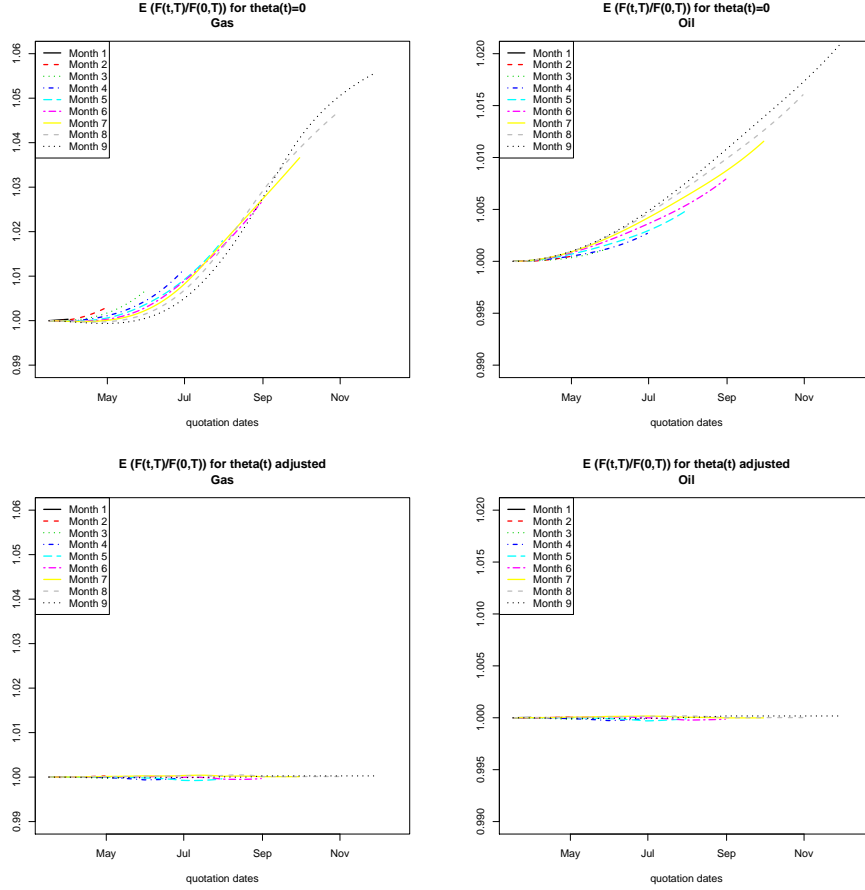 E (F(t,T)/F(0,T)) for theta(t)=0
Gas
1.06
1.05
1.04
1.03
1.02
1.01
1.00
0.99
Month 1
Month 2
Month 3
Month 4
Month 5
Month 6
Month 7
Month 8
Month 9
May
Jul
Sep
Nov
quotation dates
E (F(t,T)/F(0,T)) for theta(t)=0
Oil
1.020
1.015
1.010
1.005
1.000
0.995
0.990
Month 1
Month 2
Month 3
Month 4
Month 5
Month 6
Month 7
Month 8
Month 9
May
Jul
Sep
Nov
quotation dates
E (F(t,T)/F(0,T)) for theta(t) adjusted
Gas
1.06
1.05
1.04
1.03
1.02
1.01
1.00
0.99
Month 1
Month 2
Month 3
Month 4
Month 5
Month 6
Month 7
Month 8
Month 9
May
Jul
Sep
Nov
quotation dates
E (F(t,T)/F(0,T)) for theta(t) adjusted
Oil
1.020
1.015
1.010
1.005
1.000
0.995
0.990
Month 1
Month 2
Month 3
Month 4
Month 5
Month 6
Month 7
Month 8
Month 9
May
Jul
Sep
Nov
quotation dates